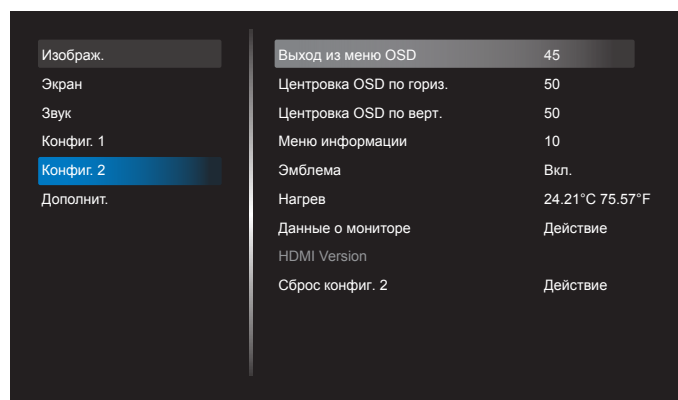 Изображ.
Экран
Звук
Конфиг. 1
Конфиг. 2
Дополнит.
Выход из меню OSD 45
Центровка OSD по гориз. 50
Центровка OSD по верт. 50
Меню информации 10
Эмблема Вкл.
Нагрев 24.21°C 75.57°F
Данные о мониторе Действие
HDMI Version
Сброс конфиг. 2 Действие